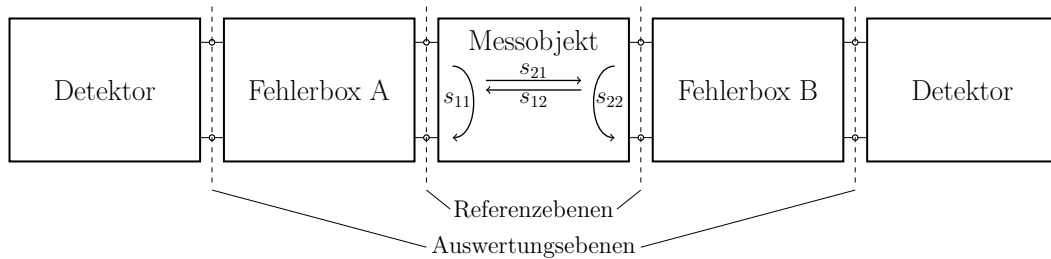 Detektor
Fehlerbox A
Messobjekt
s21
s12
s11
s22
Fehlerbox B
Detektor
Referenzebenen
Auswertungsebenen